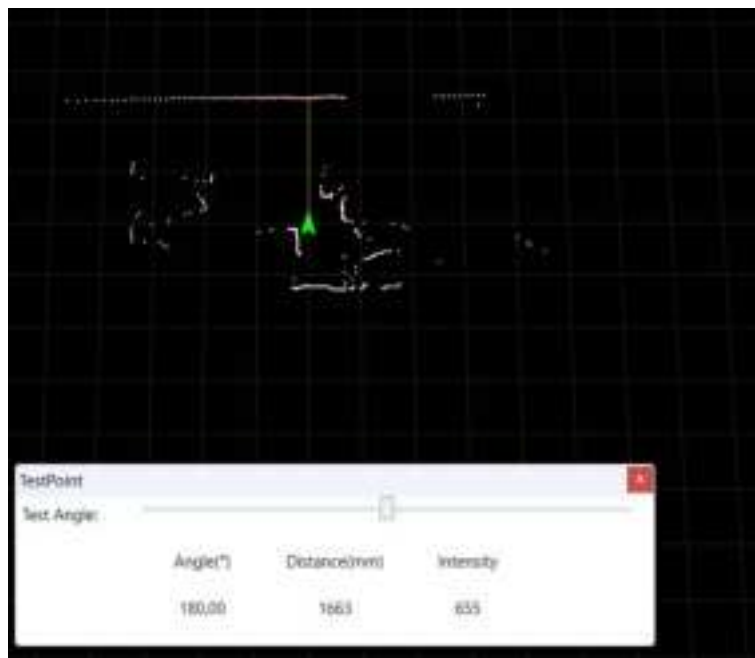 TestPoint
x
Test Angle:
Angle(°) Distance(mm) Intensity
180,00 1663 655